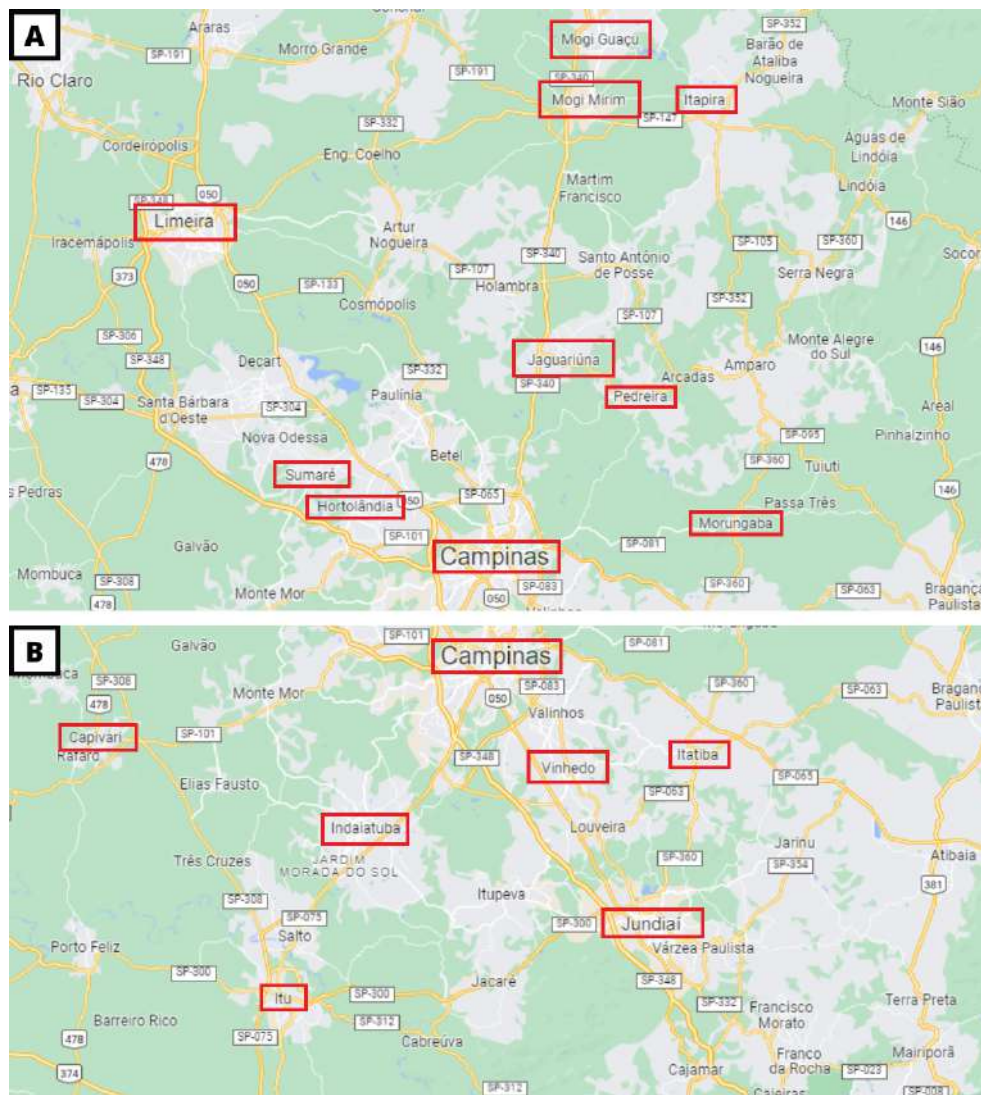 A
Araras
Morro Grande
SP-191
Rio Claro
Mogi Guaçu
SP-352
Barão de
Ataliba
Nogueira
SP-191
SP-340
Mogi Mirim
Itapira
Monte Sião
SP-332
SP-147
Cordeirópolis
Eng. Coelho
Águas de
Lindóia
Martim
Francisco
Lindóia
050
SP-148
Limeira
Artur
Nogueira
146
Iracemápolis
SP-105
SP-360
373
050
SP-133
SP-107
SP-340
Santo Antônio
de Posse
Socor
Holambra
Serra Negra
Cosmópolis
SP-352
SP-306
SP-107
SP-348
Monte Alegre
do Sul
146
Decart
Jaguariúna
Amparo
SP-332
Arcadas
a
SP-135
SP-304
Santa Bárbara
d'Oeste
SP-304
Paulínia
SP-340
Pedreira
Areal
Nova Odessa
SP-095
Pinhalzinho
478
Betel
SP-360
Tuiuti
Sumaré
s Pedras
146
Hortolândia
050
SP-065
Passa Três
Morungaba
SP-101
Galvão
Campinas
SP-081
Mombuca
SP-308
Monte Mor
SP-083
SP-360
SP-063
Bragança
Paulista
478
050
Valinhos
B
SP-101
Campinas
SP-081
Galvão
SP-308
Monte Mor
SP-083
SP-360
SP-063
Braganç
Paulist
478
050
Valinhos
Capivari
SP-101
SP-348
Vinhedo
Itatiba
Rafard
SP-065
Elias Fausto
SP-063
Indaiatuba
Louveira
Jarinu
Três Cruzes
JARDIM
MORADA DO SOL
SP-360
SP-354
Atibaia
381
SP-308
Itupeva
SP-075
SP-300
Jundiaí
Salto
Porto Feliz
Várzea Paulista
SP-300
Jacaré
SP-348
Itu
SP-300
SP-332
Francisco
Morato
Terra Preta
Barreiro Rico
SP-312
478
SP-075
Cabreúva
Franco
da Rocha
Mairiporã
374
Cajamar
SP-023
SP-312
Caieiras
SP-008